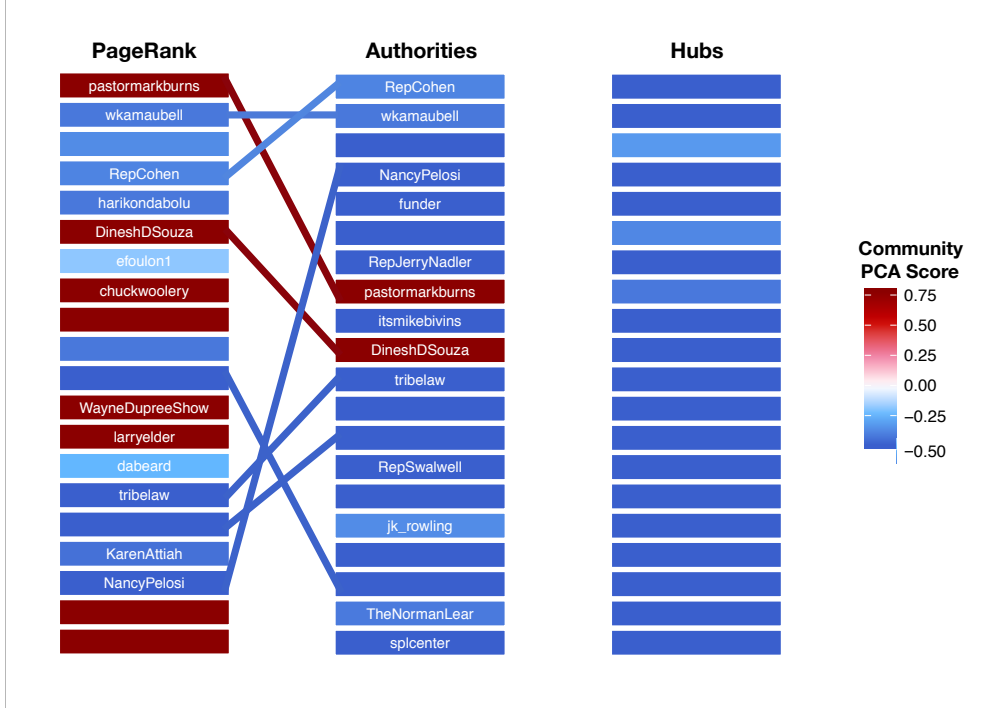 PageRank
Authorities
Hubs
pastormarkburns
wkamaubell
RepCohen
harikondabolu
DineshDSouza
efoulon1
chuckwoolery
WayneDupreeShow
larryelder
dabeard
tribelaw
KarenAttiah
NancyPelosi
RepCohen
wkamaubell
NancyPelosi
funder
RepJerryNadler
pastormarkburns
itsmikebivins
DineshDSouza
tribelaw
RepSwalwell
jk_rowling
TheNormanLear
splcenter
Community
PCA Score
0.75
0.50
0.25
0.00
−0.25
−0.50